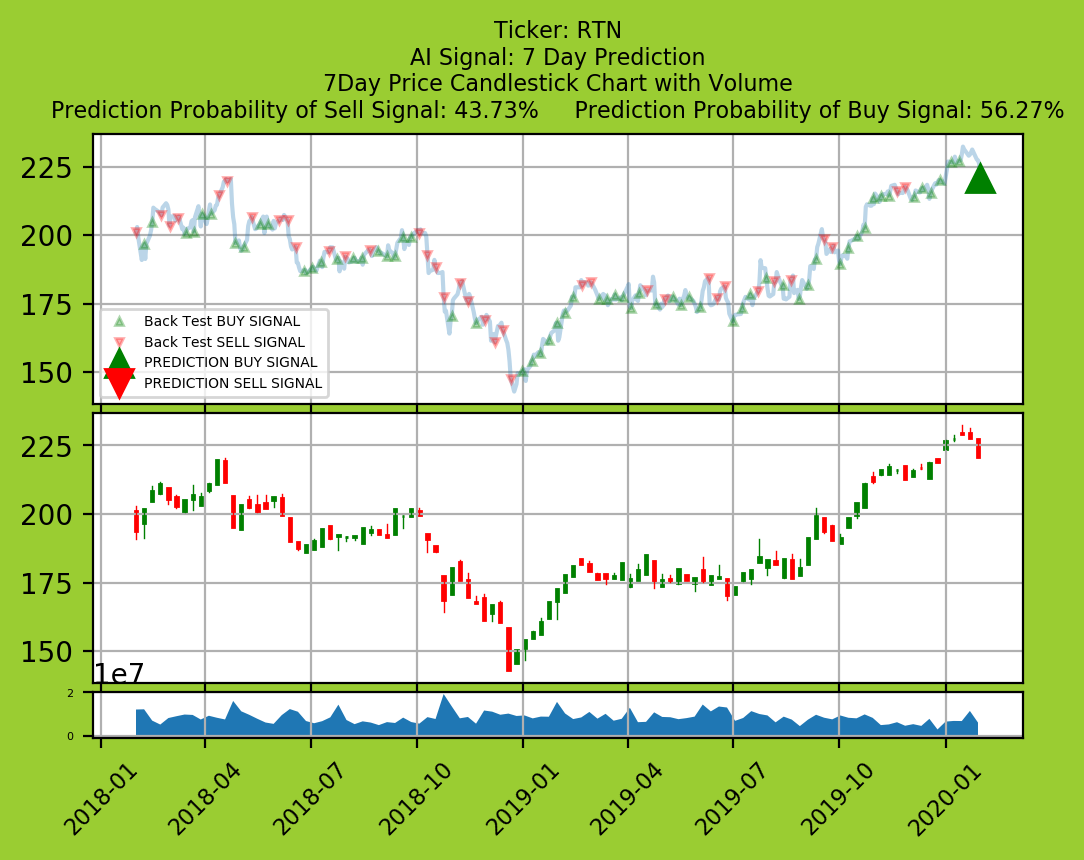 Ticker: RTN
AI Signal: 7 Day Prediction
7Day Price Candlestick Chart with Volume
Prediction Probability of Sell Signal: 43.73%     Prediction Probability of Buy Signal: 56.27%
225
200
175
150
Back Test BUY SIGNAL
Back Test SELL SIGNAL
PREDICTION BUY SIGNAL
PREDICTION SELL SIGNAL
225
200
175
150
1e7
2
0
2018-01
2018-04
2018-07
2018-10
2019-01
2019-04
2019-07
2019-10
2020-01